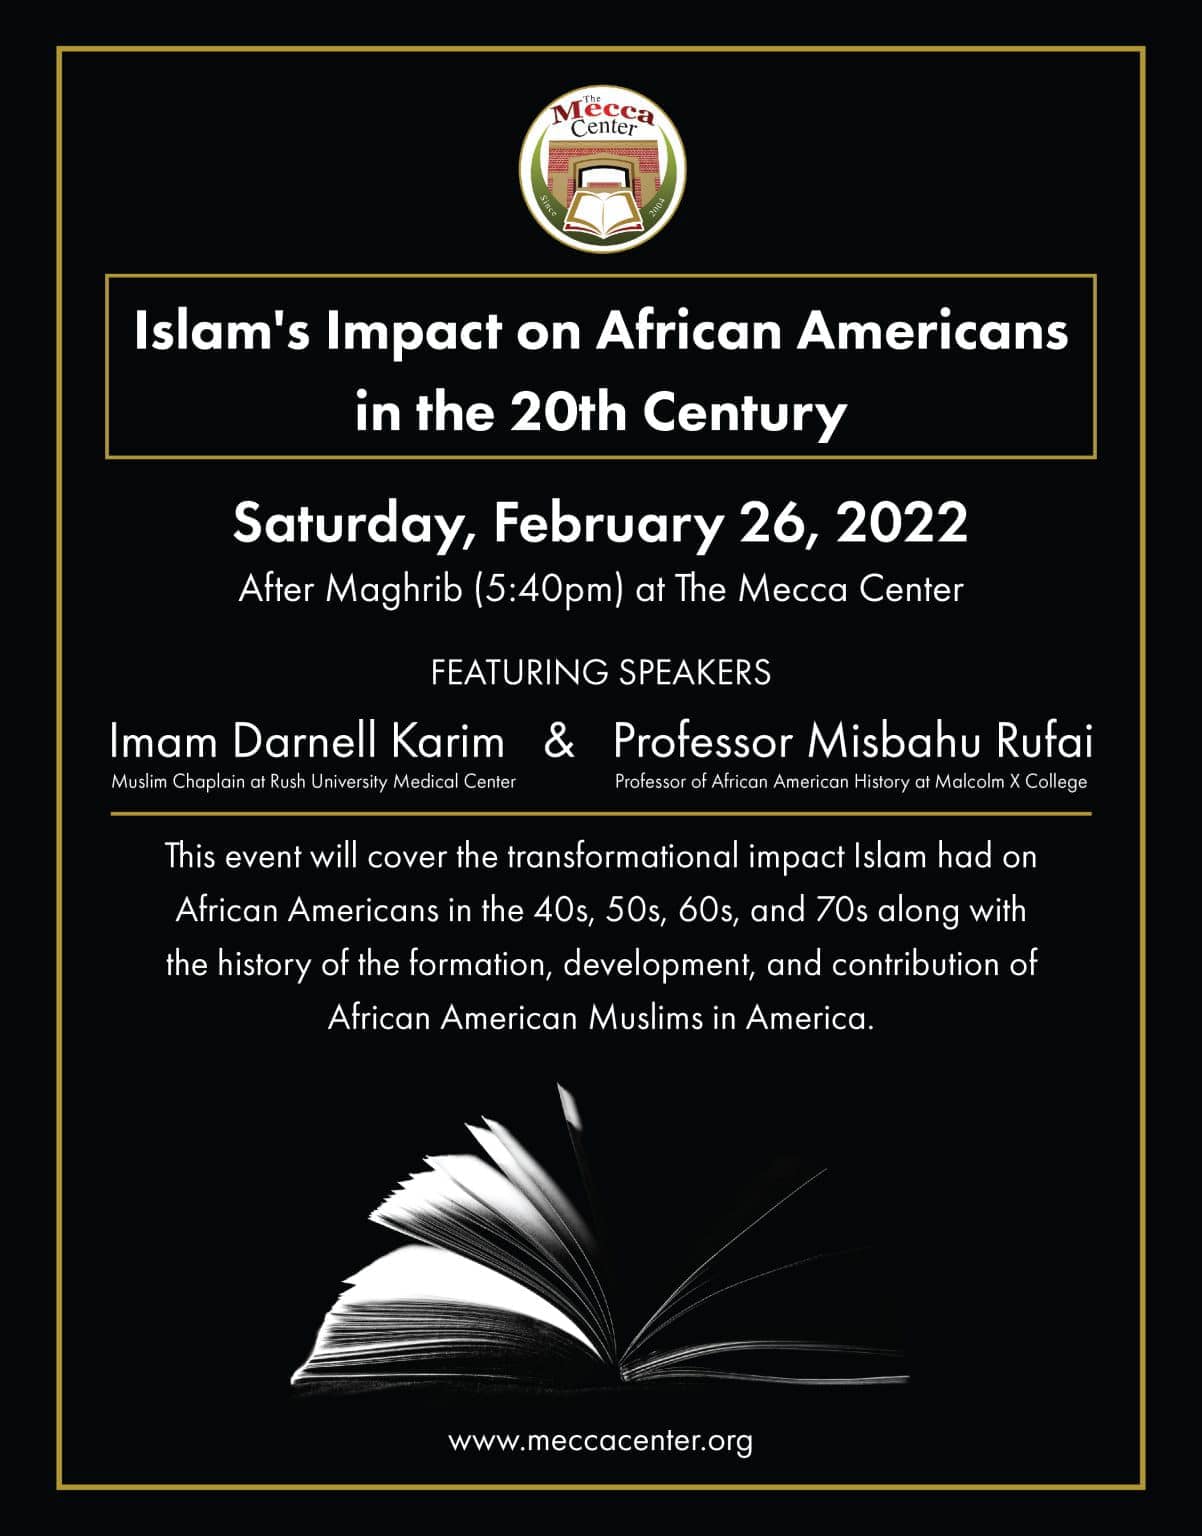 The
Mecca
Center
Since 2004
Islam's Impact on African Americans
in the 20th Century
Saturday, February 26, 2022
After Maghrib (5:40pm) at The Mecca Center
FEATURING SPEAKERS
Imam Darnell Karim & Professor Misbahu Rufai
Muslim Chaplain at Rush University Medical Center Professor of African American History at Malcolm X College
This event will cover the transformational impact Islam had on
African Americans in the 40s, 50s, 60s, and 70s along with
the history of the formation, development, and contribution of
African American Muslims in America.
www.meccacenter.org